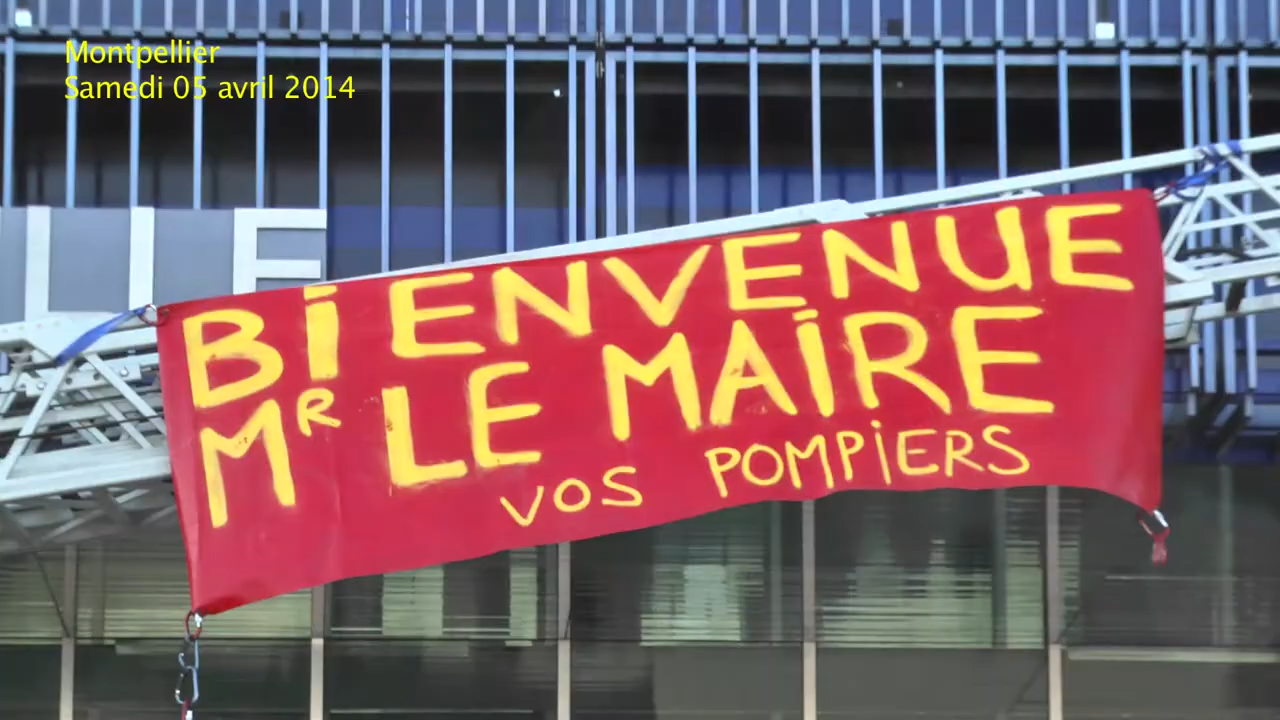 Montpellier
Samedi 05 avril 2014
BiENVENUE
Mr LE MAiRE
VOS POMPiERS